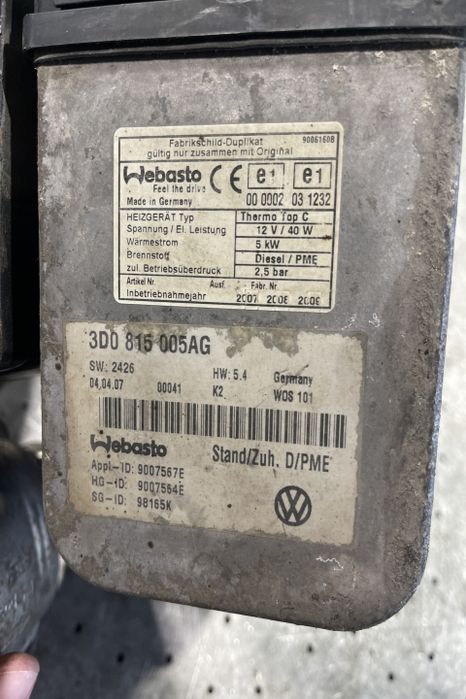 Fabrikschild-Duplikat 9006160B
gültig nur zusammen mit Original
Webasto CE e1 e1
Feel the drive
Made in Germany 00 0002 03 1232
HEIZGERÄT Typ Thermo Top C
Spannung / El. Leistung 12 V / 40 W
Wärmestrom 5 kW
Brennstoff Diesel / PME
zul. Betriebsüberdruck 2,5 bar
Artikel Nr Ausf. Fabr. Nr.
Inbetriebnahmejahr 2007 2008 2009
3D0 815 005AG
SW: 2426 HW: 5.4 Germany
04.04.07 00041 K2 WOS 101
Webasto Stand/Zuh. D/PME
Appl-ID: 9007567E
HG-ID: 9007564E
SG-ID: 98165K
VW